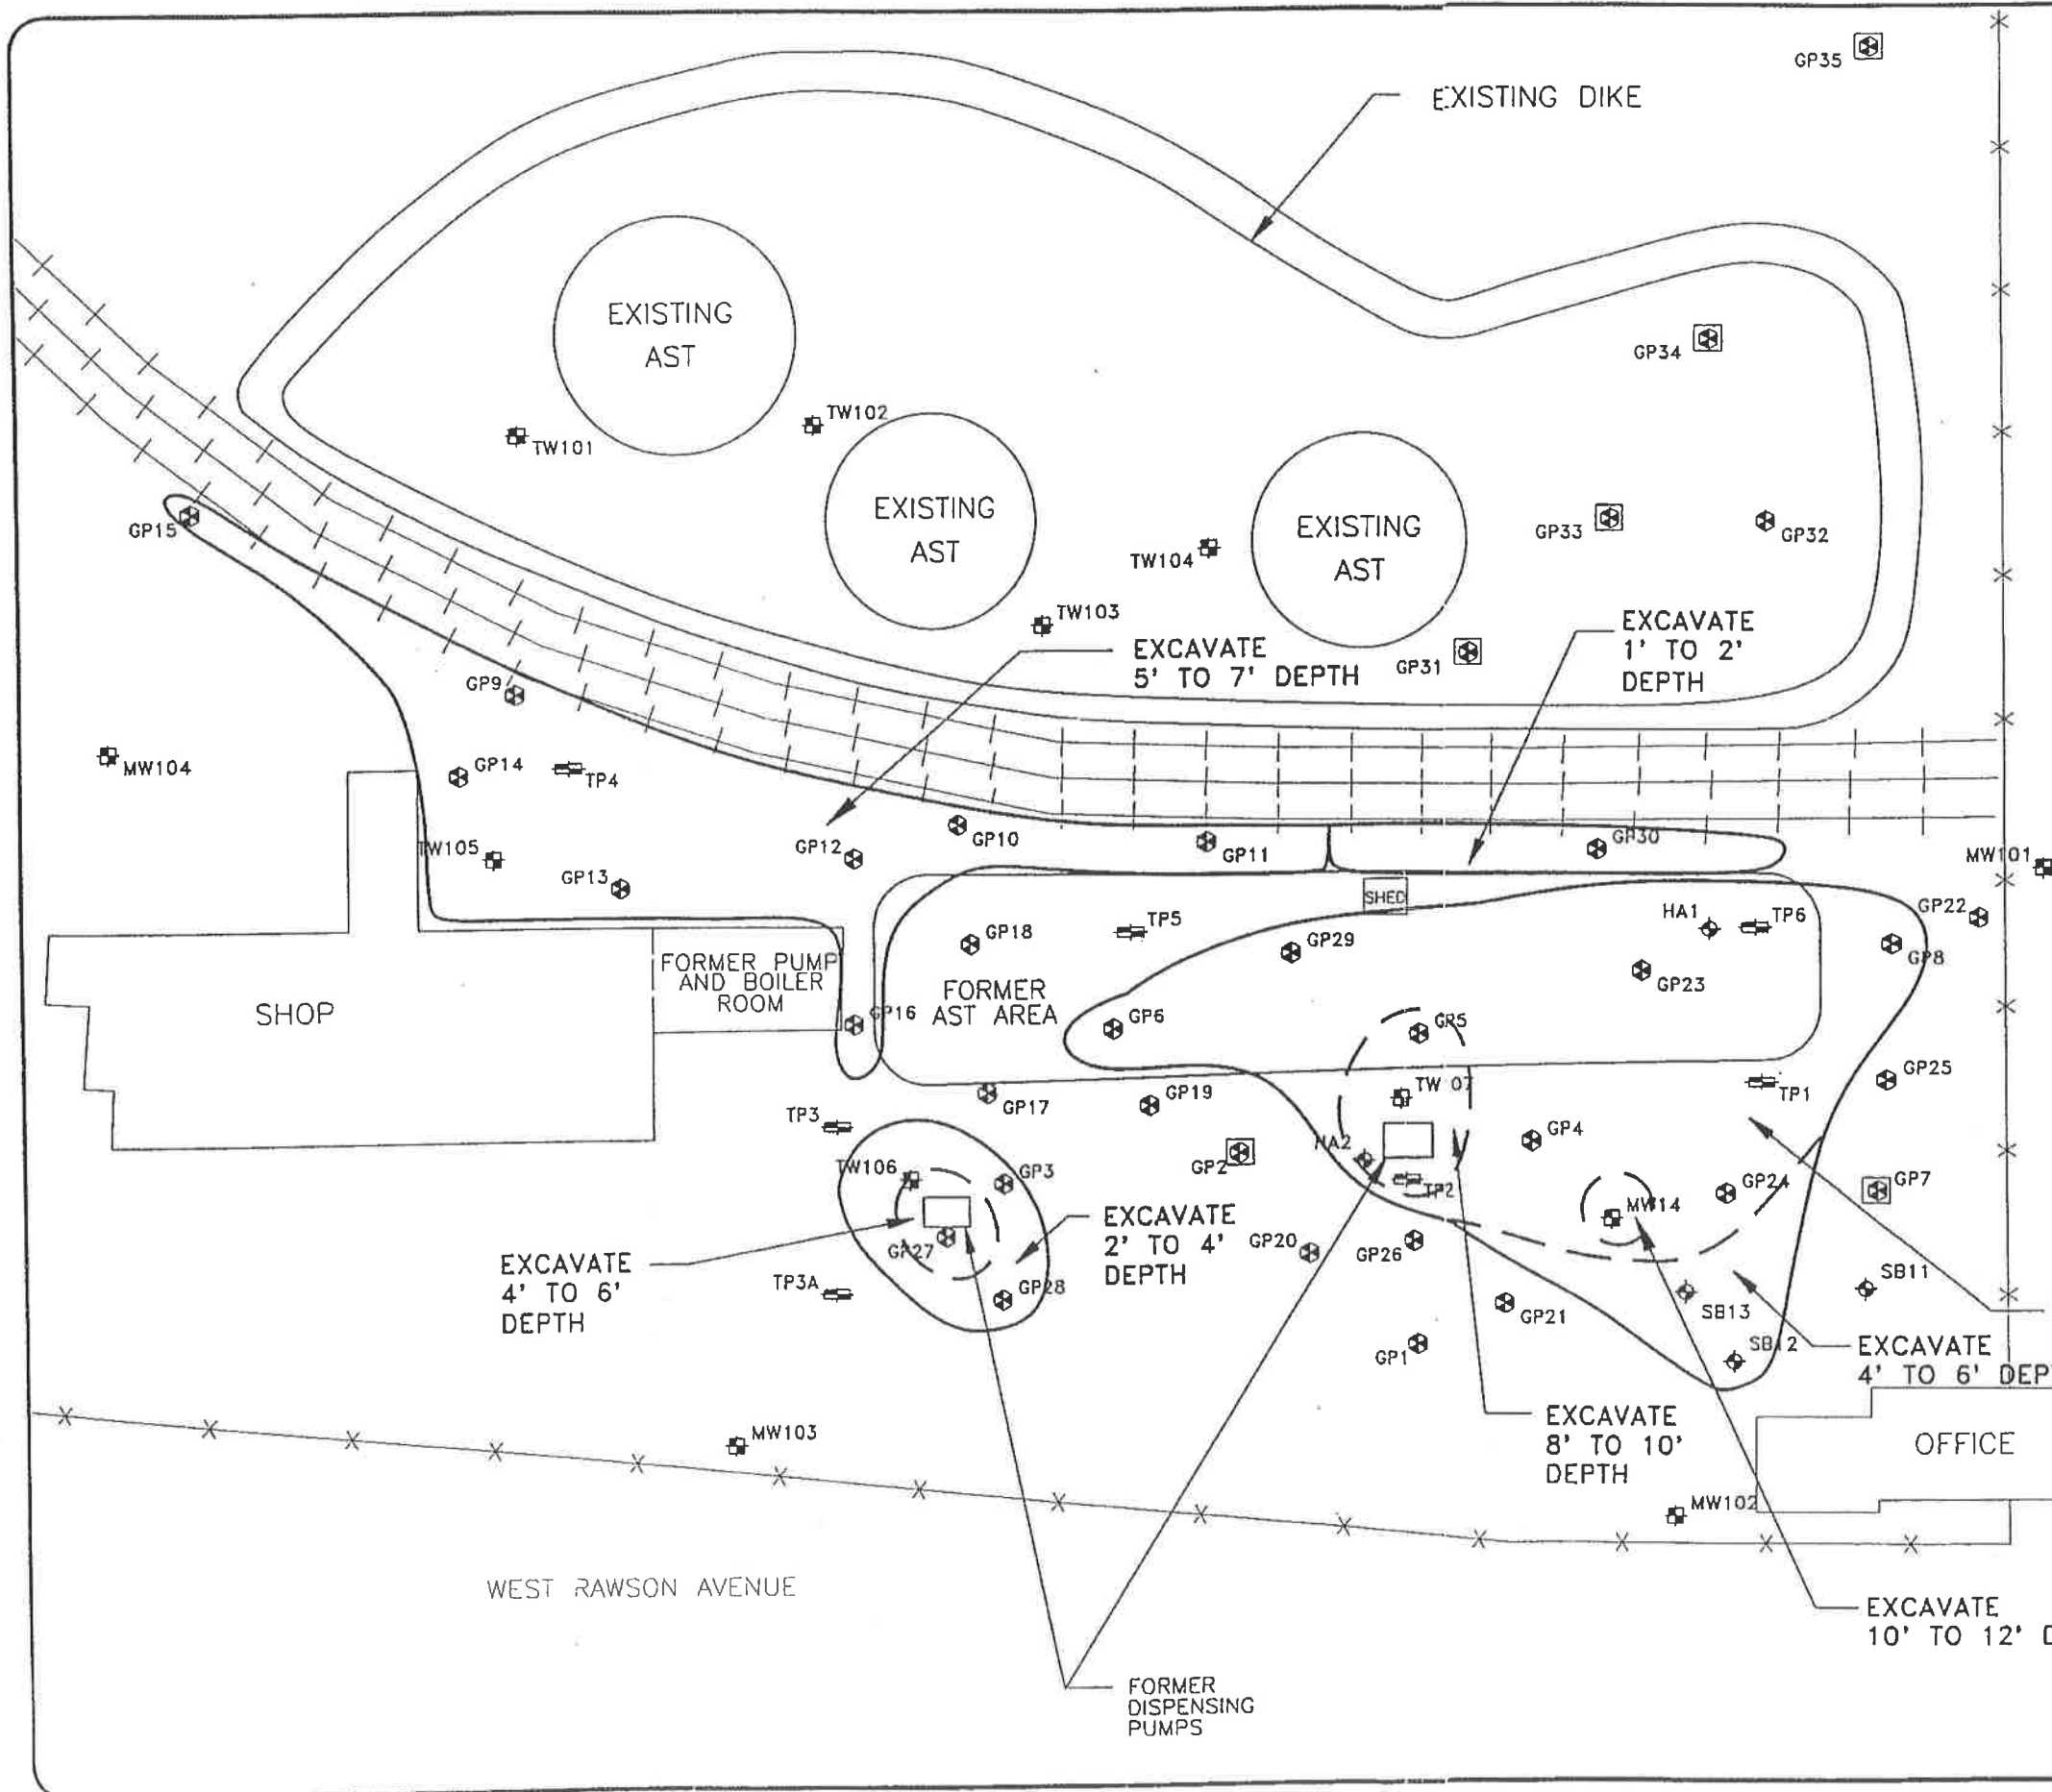 GP35
EXISTING DIKE
EXISTING
AST
GP34
TW102
TW101
EXISTING
AST
EXISTING
AST
GP33
GP32
GP15
TW104
TW103
EXCAVATE
5' TO 7' DEPTH
GP31
EXCAVATE
1' TO 2'
DEPTH
GP9
MW104
GP14
TP4
TW105
GP12
GP10
GP11
GP30
MW101
GP13
SHED
HA1
TP6
GP22
GP18
TP5
GP29
GP8
FORMER PUMP
AND BOILER
ROOM
GP23
FORMER
AST AREA
SHOP
GP16
GP6
GP5
TW 07
GP25
TP1
GP17
GP19
TP3
GP4
HA2
GP2
TW106
GP3
TP2
GP24
GP7
MW14
EXCAVATE
2' TO 4'
DEPTH
GP27
GP20
GP26
EXCAVATE
4' TO 6'
DEPTH
TP3A
GP28
SB11
SB13
GP21
GP1
SB12
EXCAVATE
4' TO 6' DEP
EXCAVATE
8' TO 10'
DEPTH
OFFICE
MW103
MW102
WEST RAWSON AVENUE
EXCAVATE
10' TO 12' D
FORMER
DISPENSING
PUMPS